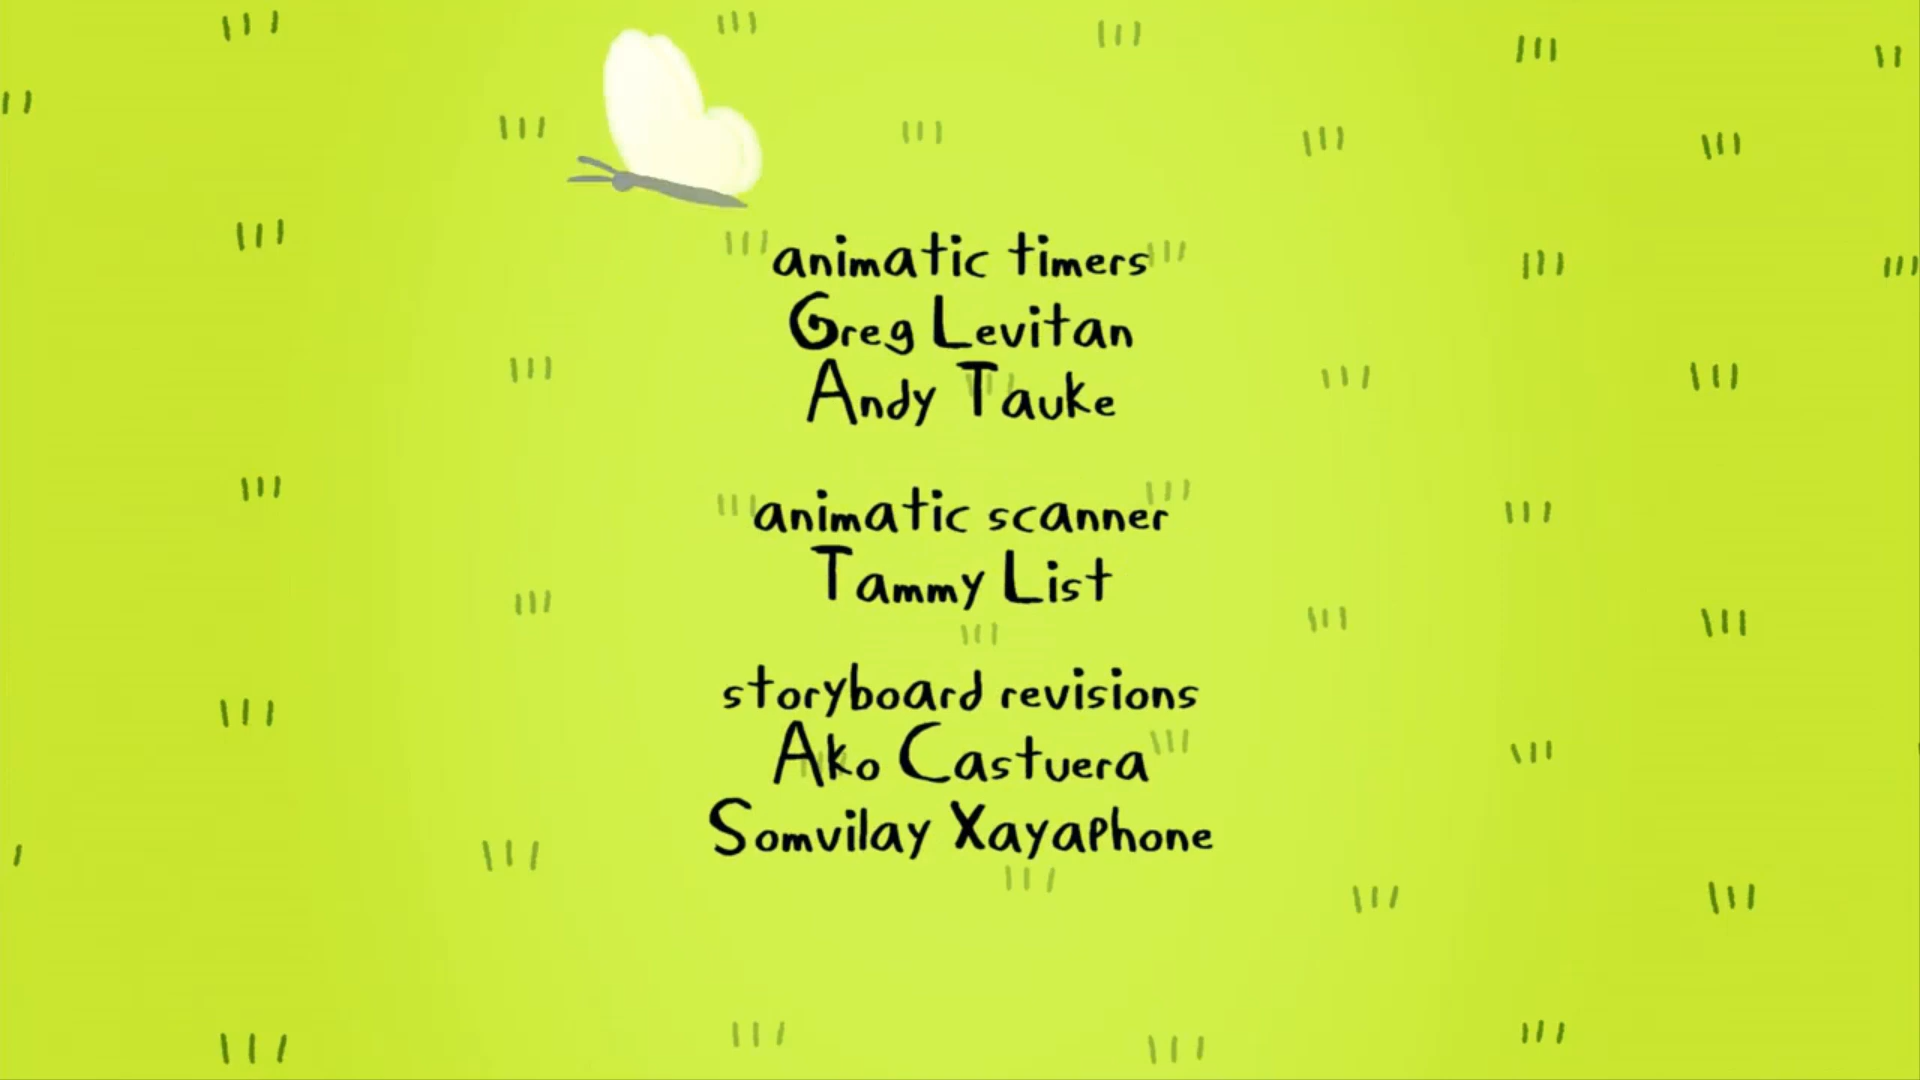 animatic timers
Greg Levitan
Andy Tauke
animatic scanner
Tammy List
storyboard revisions
Ako Castuera
Somvilay Xayaphone